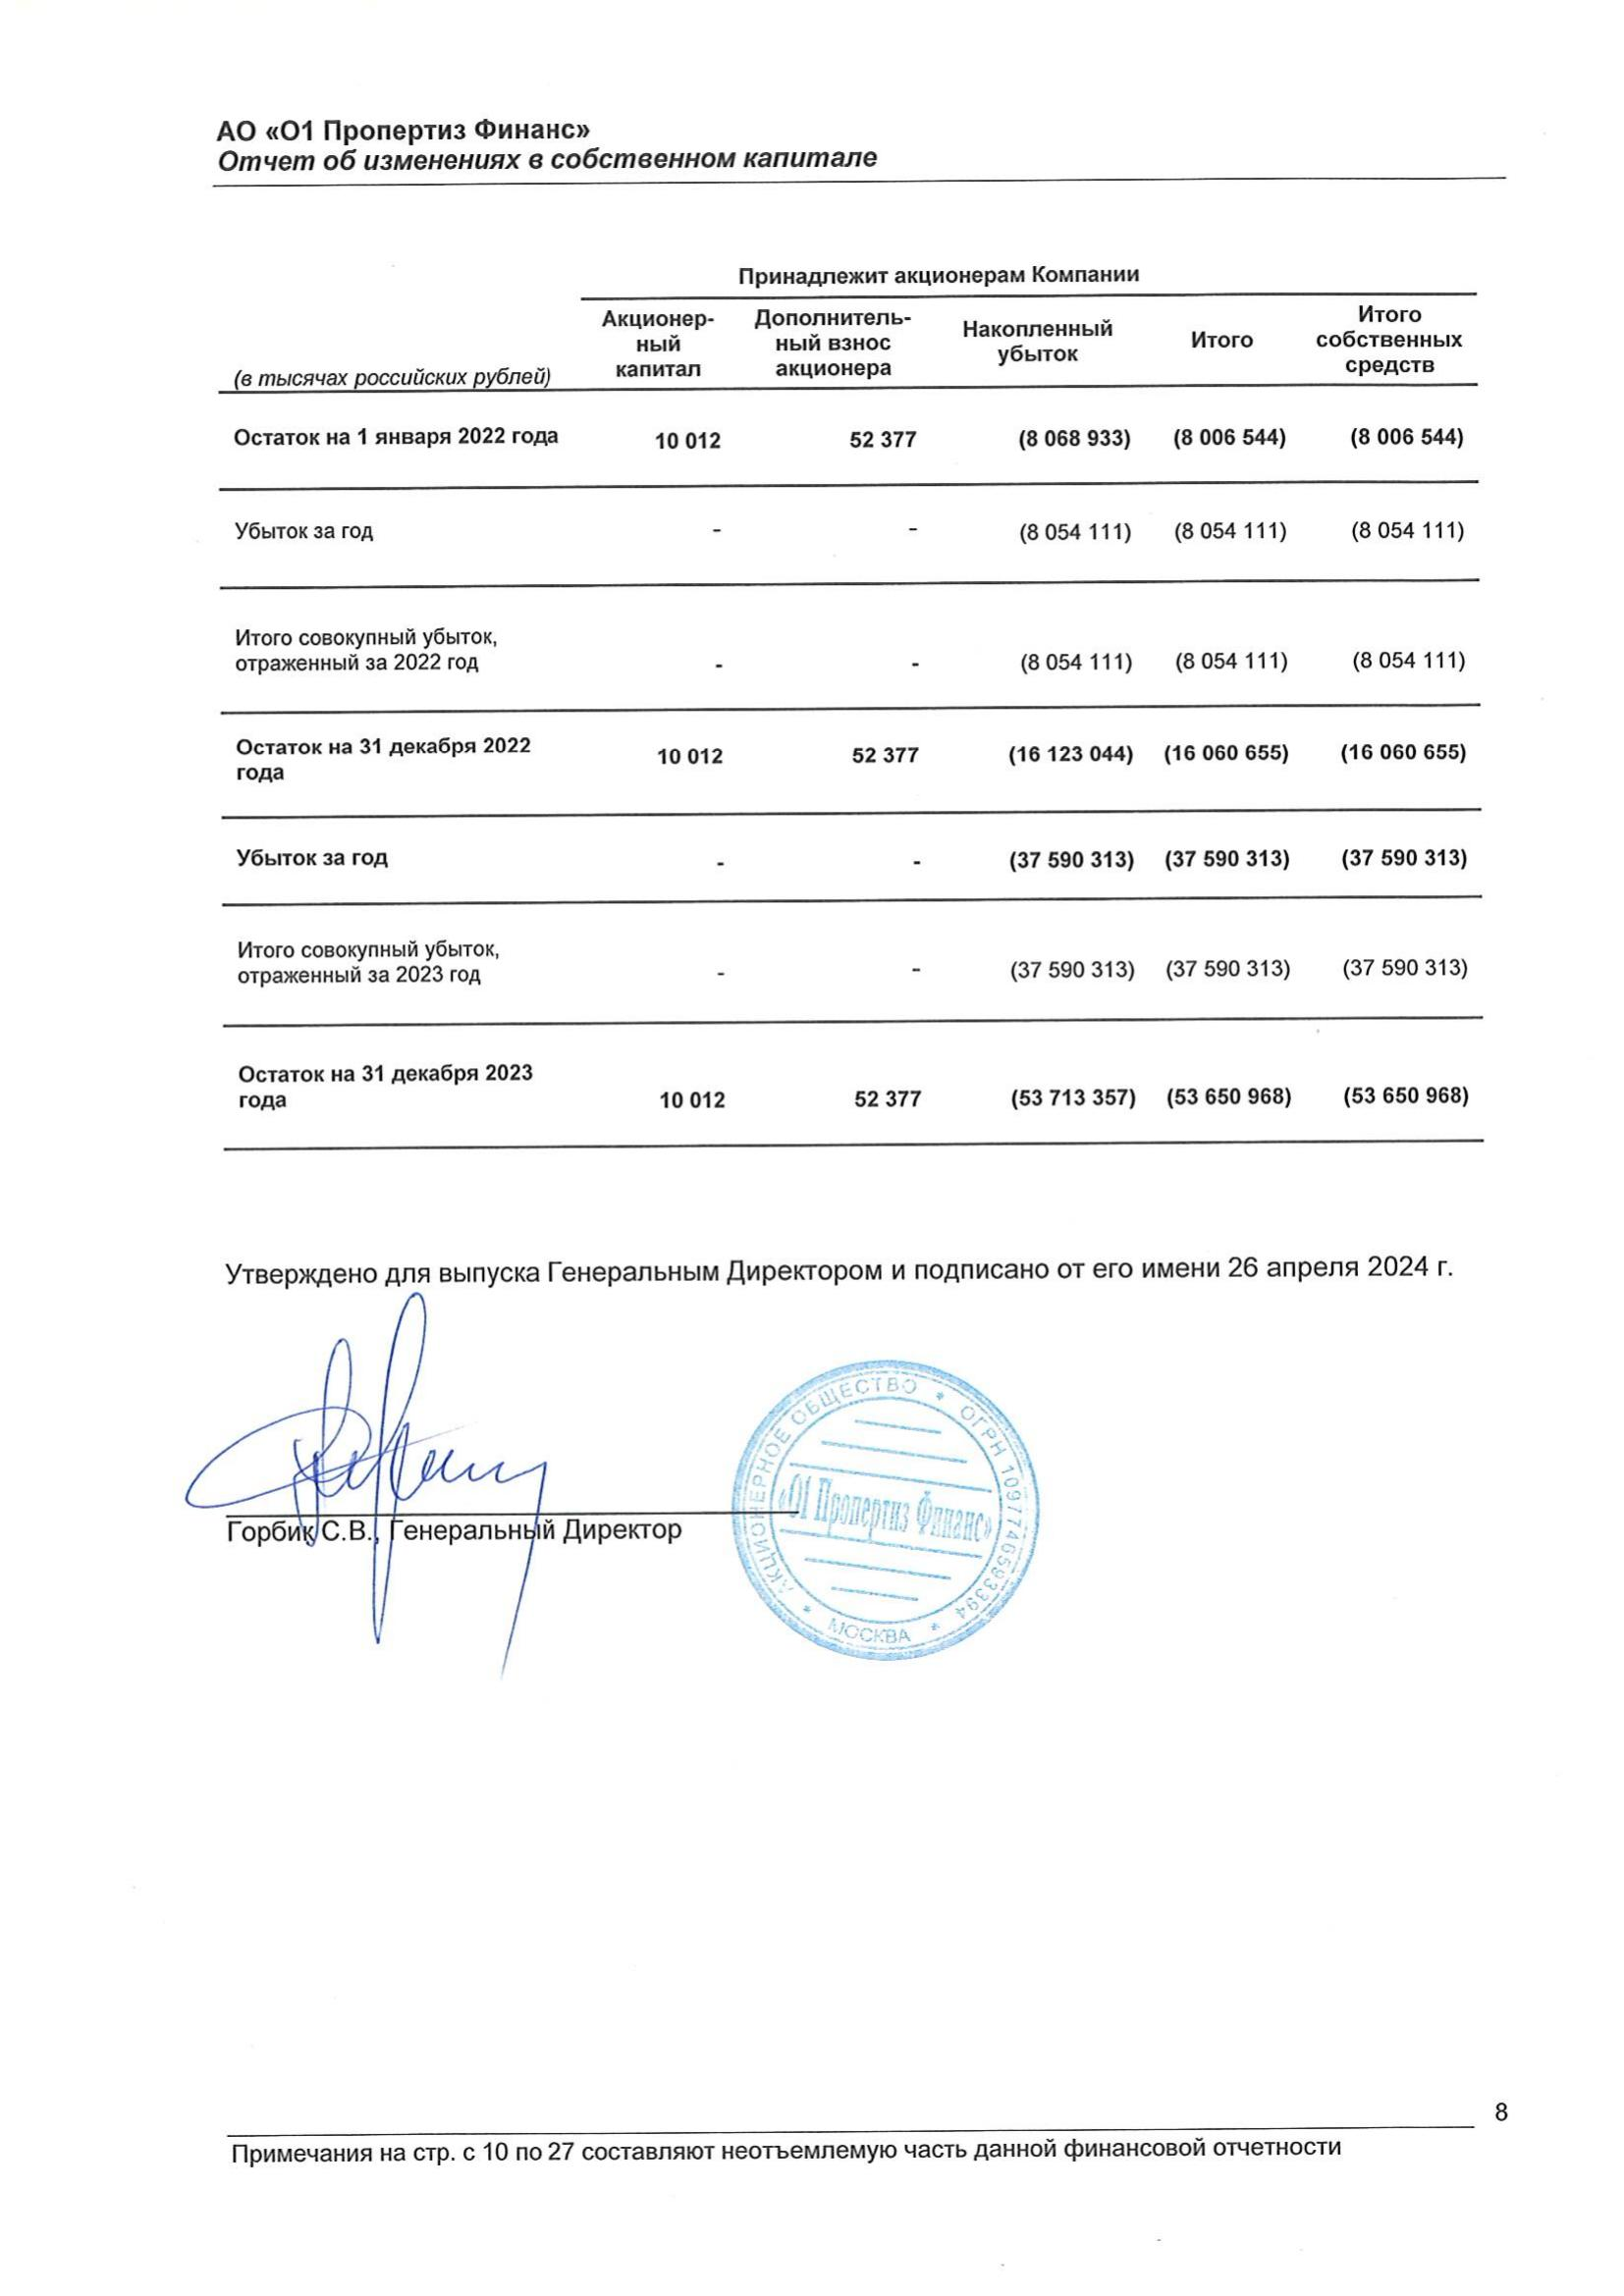 АО «О1 Пропертиз Финанс»
Отчет об изменениях в собственном капитале
Принадлежит акционерам Компании
(в тысячах российских рублей)
Акционер-
ный
капитал
Дополнитель-
ный взнос
акционера
Накопленный
убыток
Итого
Итого
собственных
средств
Остаток на 1 января 2022 года 10 012 52 377 (8 068 933) (8 006 544) (8 006 544)
Убыток за год - - (8 054 111) (8 054 111) (8 054 111)
Итого совокупный убыток,
отраженный за 2022 год - - (8 054 111) (8 054 111) (8 054 111)
Остаток на 31 декабря 2022
года 10 012 52 377 (16 123 044) (16 060 655) (16 060 655)
Убыток за год - - (37 590 313) (37 590 313) (37 590 313)
Итого совокупный убыток,
отраженный за 2023 год - - (37 590 313) (37 590 313) (37 590 313)
Остаток на 31 декабря 2023
года 10 012 52 377 (53 713 357) (53 650 968) (53 650 968)
Утверждено для выпуска Генеральным Директором и подписано от его имени 26 апреля 2024 г.
Горбик С.В., Генеральный Директор
АКЦИОНЕРНОЕ ОБЩЕСТВО * ОГРН 1097746593394 * МОСКВА *
«О1 Пропертиз Финанс»
8
Примечания на стр. с 10 по 27 составляют неотъемлемую часть данной финансовой отчетности